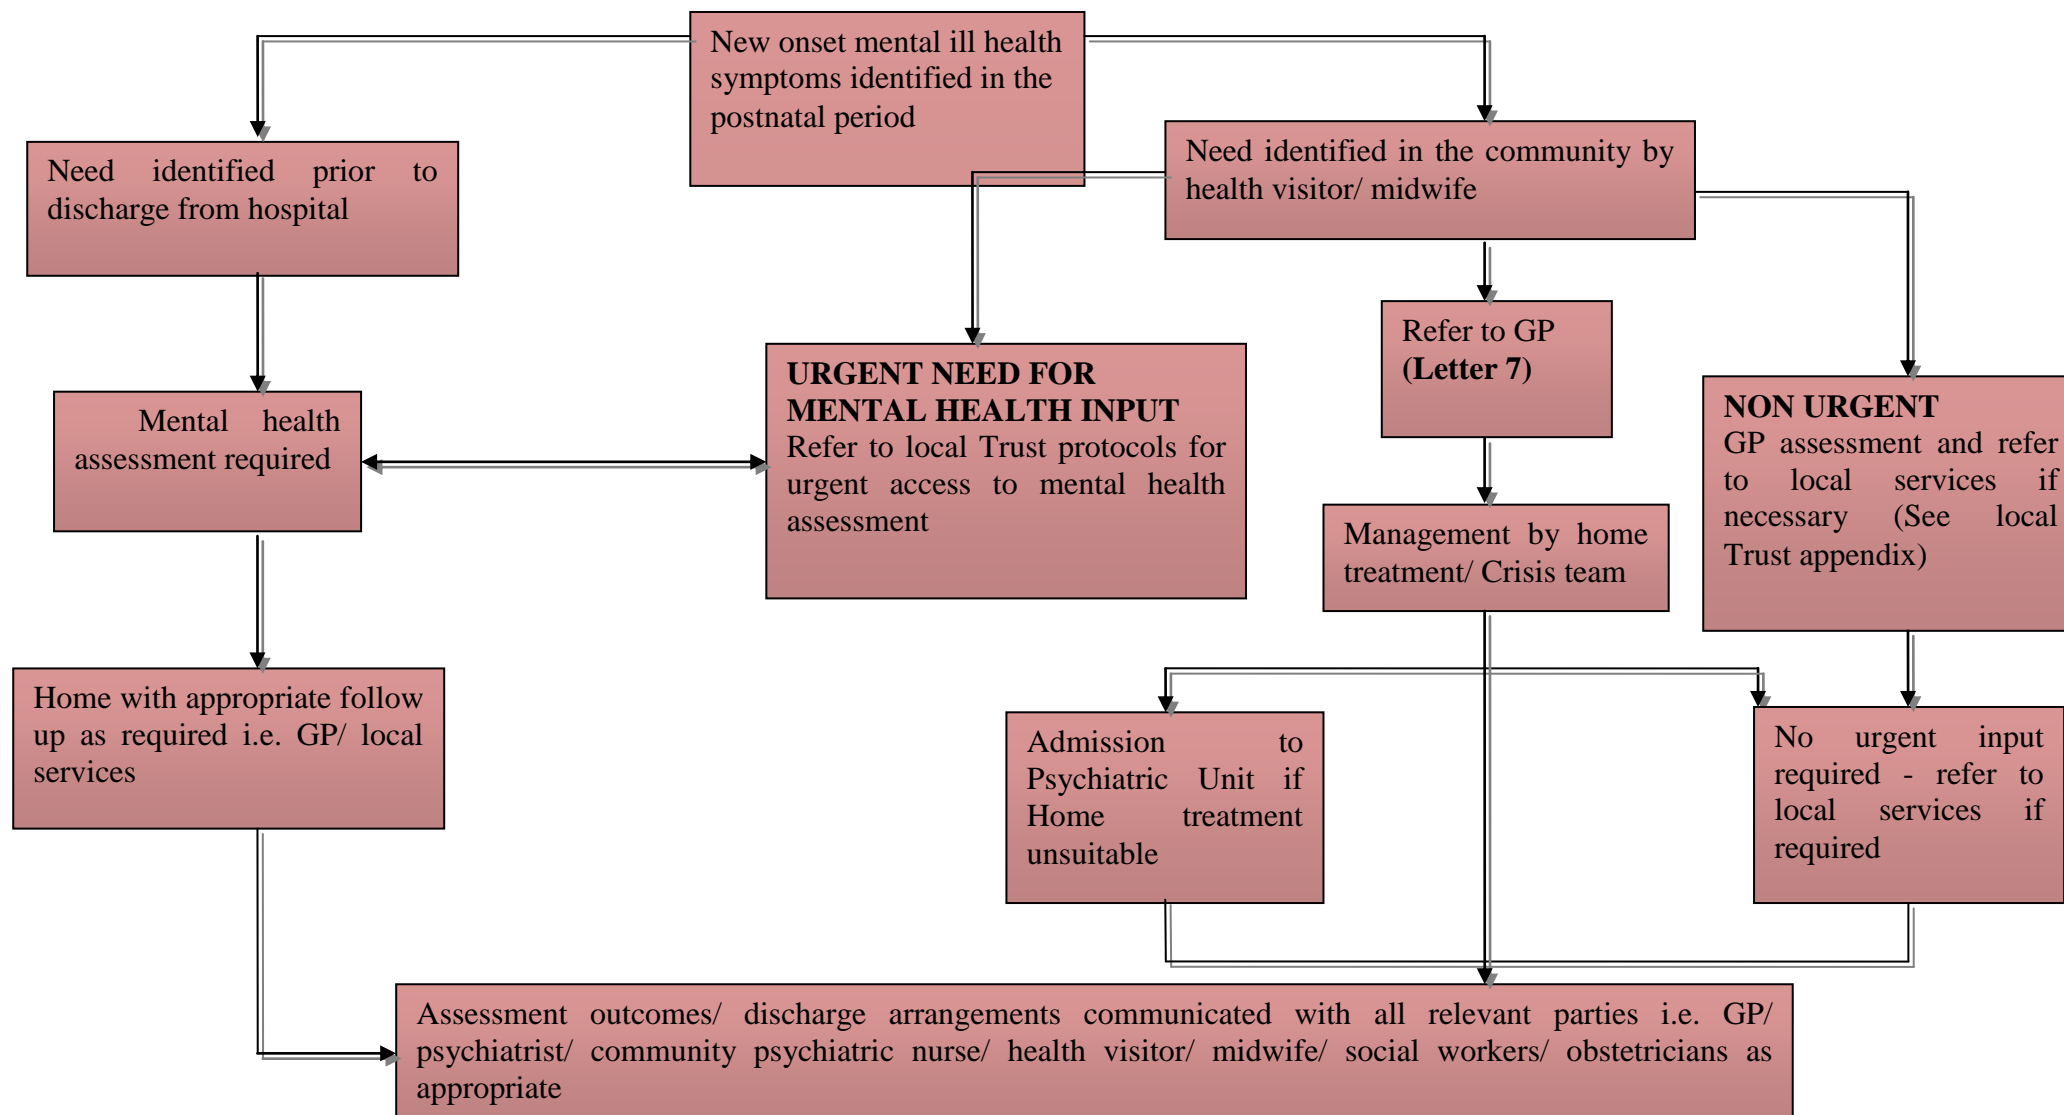 New onset mental ill health
symptoms identified in the
postnatal period
Need identified prior to
discharge from hospital
Need identified in the community by
health visitor/ midwife
Refer to GP
(Letter 7)
URGENT NEED FOR
MENTAL HEALTH INPUT
Refer to local Trust protocols for
urgent access to mental health
assessment
NON URGENT
GP assessment and refer
to local services if
necessary (See local
Trust appendix)
Mental health
assessment required
Management by home
treatment/ Crisis team
Home with appropriate follow
up as required i.e. GP/ local
services
Admission to
Psychiatric Unit if
Home treatment
unsuitable
No urgent input
required - refer to
local services if
required
Assessment outcomes/ discharge arrangements communicated with all relevant parties i.e. GP/
psychiatrist/ community psychiatric nurse/ health visitor/ midwife/ social workers/ obstetricians as
appropriate